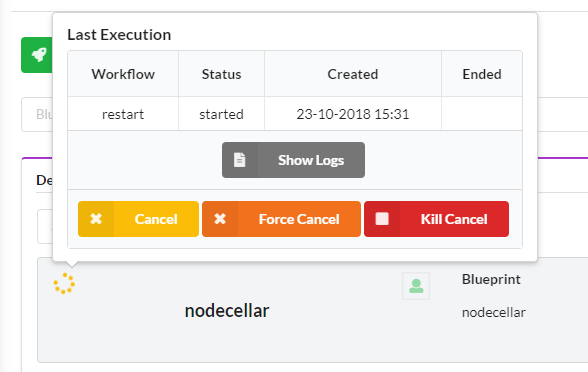 Last Execution
Workflow Status Created Ended
restart started 23-10-2018 15:31
Blu
Show Logs
De
Cancel Force Cancel Kill Cancel
Blueprint
nodecellar
nodecellar